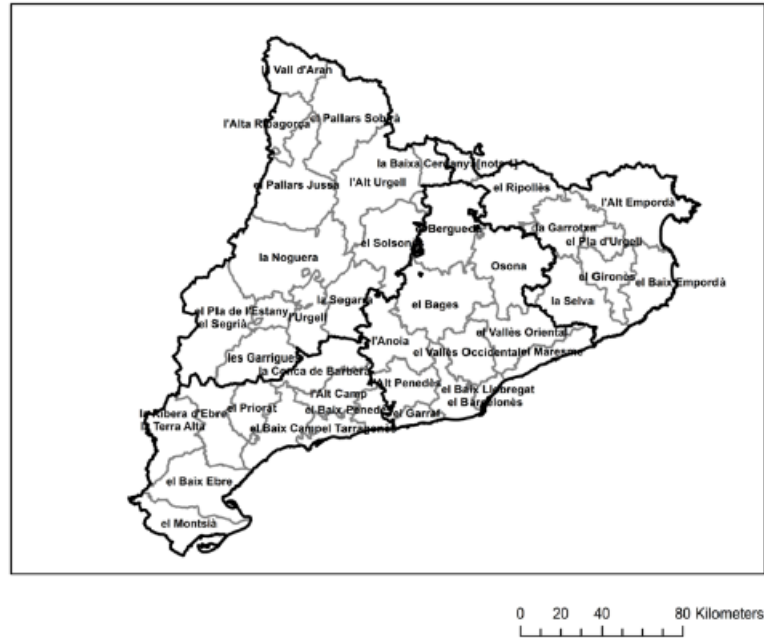 la Vall d'Aran
l'Alta Ribagorça
el Pallars Sobirà
la Baixa Cerdanya[note 1]
el Pallars Jussà
l'Alt Urgell
el Ripollès
l'Alt Empordà
el Berguedà
la Garrotxa
el Solsonès
el Pla d'Urgell
la Noguera
Osona
el Gironès
el Baix Empordà
la Segarra
el Bages
la Selva
el Pla de l'Estany
l'Urgell
el Segrià
el Vallès Oriental
l'Anoia
el Vallès Occidental
el Maresme
les Garrigues
la Conca de Barberà
l'Alt Penedès
el Baix Llobregat
l'Alt Camp
el Barcelonès
la Ribera d'Ebre
el Priorat
el Baix Penedès
el Garraf
la Terra Alta
el Baix Camp
el Tarragonès
el Baix Ebre
el Montsià
0 20 40 80 Kilometers